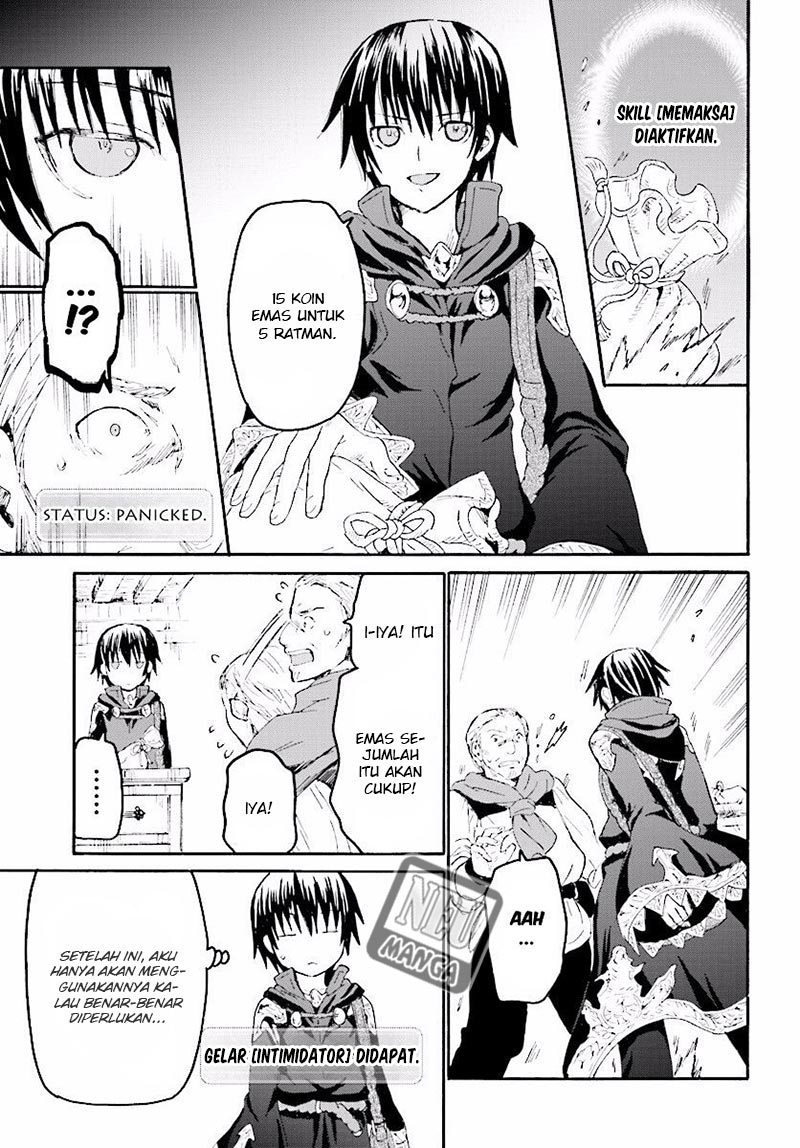 SKILL [MEMAKSA]
DIAKTIFKAN.
15 KOIN
EMAS UNTUK
5 RATMAN.
...
!?
STATUS: PANICKED.
AAH
...
I-IYA! ITU
EMAS SE-
JUMLAH
ITU AKAN
CUKUP!
IYA!
......
SETELAH INI, AKU
HANYA AKAN MENG-
GUNAKANNYA KA-
LAU BENAR-BENAR
DIPERLUKAN...
GELAR [INTIMIDATOR] DIDAPAT.
NEU
MANGA